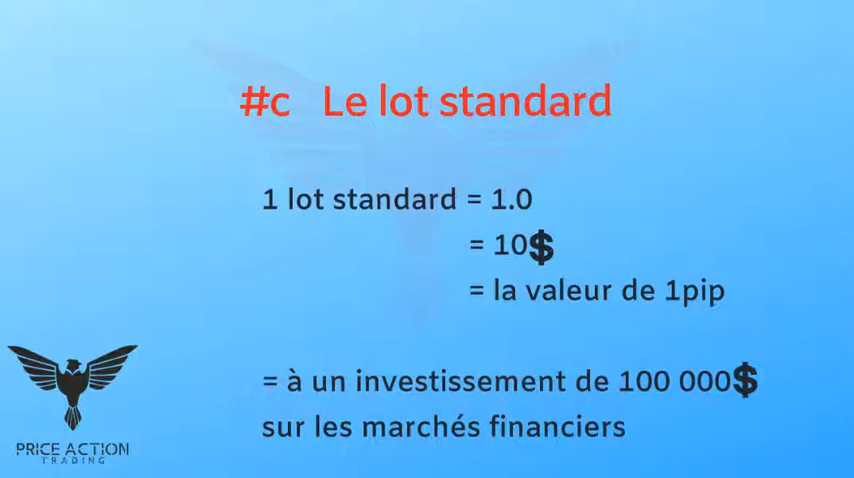 #c Le lot standard
1 lot standard = 1.0
= 10$
= la valeur de 1pip
= à un investissement de 100 000$
sur les marchés financiers
PRICE ACTION
TRADING